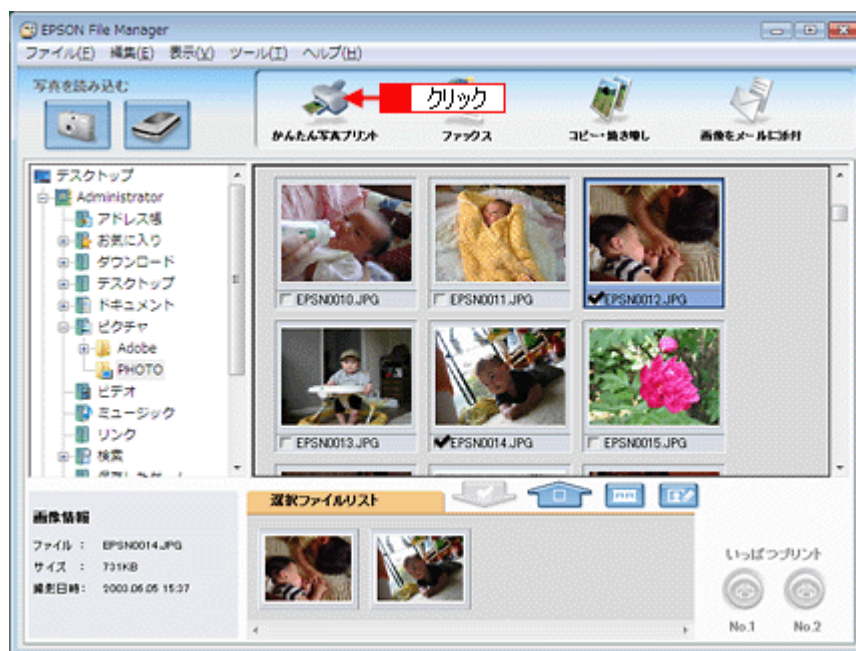 EPSON File Manager
ファイル(E) 編集(E) 表示(V) ツール(T) ヘルプ(H)
写真を読み込む
クリック
かんたん写真プリント ファックス コピー・焼き増し 画像をメールに添付
デスクトップ
Administrator
アドレス帳
お気に入り
ダウンロード
デスクトップ
ドキュメント
ピクチャ
Adobe
PHOTO
ビデオ
ミュージック
リンク
検索
EPSN0010.JPG EPSN0011.JPG EPSN0012.JPG
EPSN0013.JPG EPSN0014.JPG EPSN0015.JPG
選択ファイルリスト
画像情報
ファイル : EPSN0014.JPG
サイズ : 731KB
撮影日時: 2003.06.05 15:37
いっぱつプリント
No.1 No.2